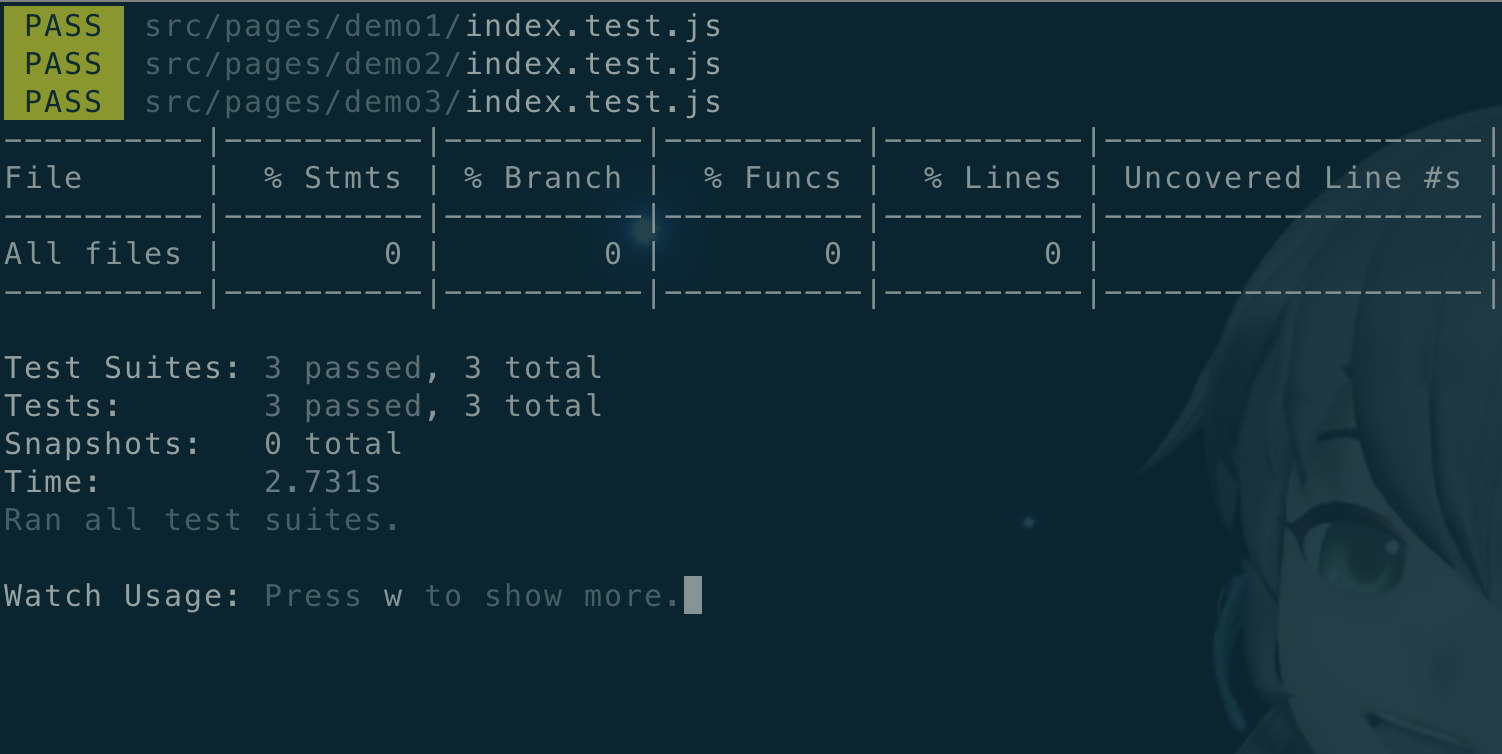 PASS src/pages/demo1/index.test.js
PASS src/pages/demo2/index.test.js
PASS src/pages/demo3/index.test.js
----------|----------|----------|----------|----------|-------------------|
File      |  % Stmts | % Branch |  % Funcs |  % Lines | Uncovered Line #s |
----------|----------|----------|----------|----------|-------------------|
All files |        0 |        0 |        0 |        0 |                   |
----------|----------|----------|----------|----------|-------------------|
Test Suites: 3 passed, 3 total
Tests:       3 passed, 3 total
Snapshots:   0 total
Time:        2.731s
Ran all test suites.
Watch Usage: Press w to show more.